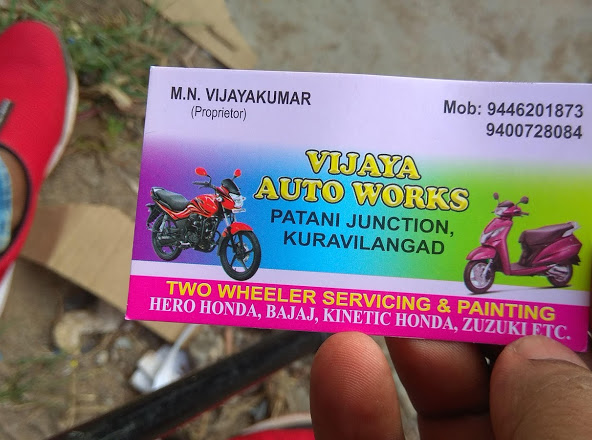 M.N. VIJAYAKUMAR
(Proprietor)
Mob: 9446201873
9400728084
VIJAYA
AUTO WORKS
PATANI JUNCTION,
KURAVILANGAD
TWO WHEELER SERVICING & PAINTING
HERO HONDA, BAJAJ, KINETIC HONDA, ZUZUKI ETC.